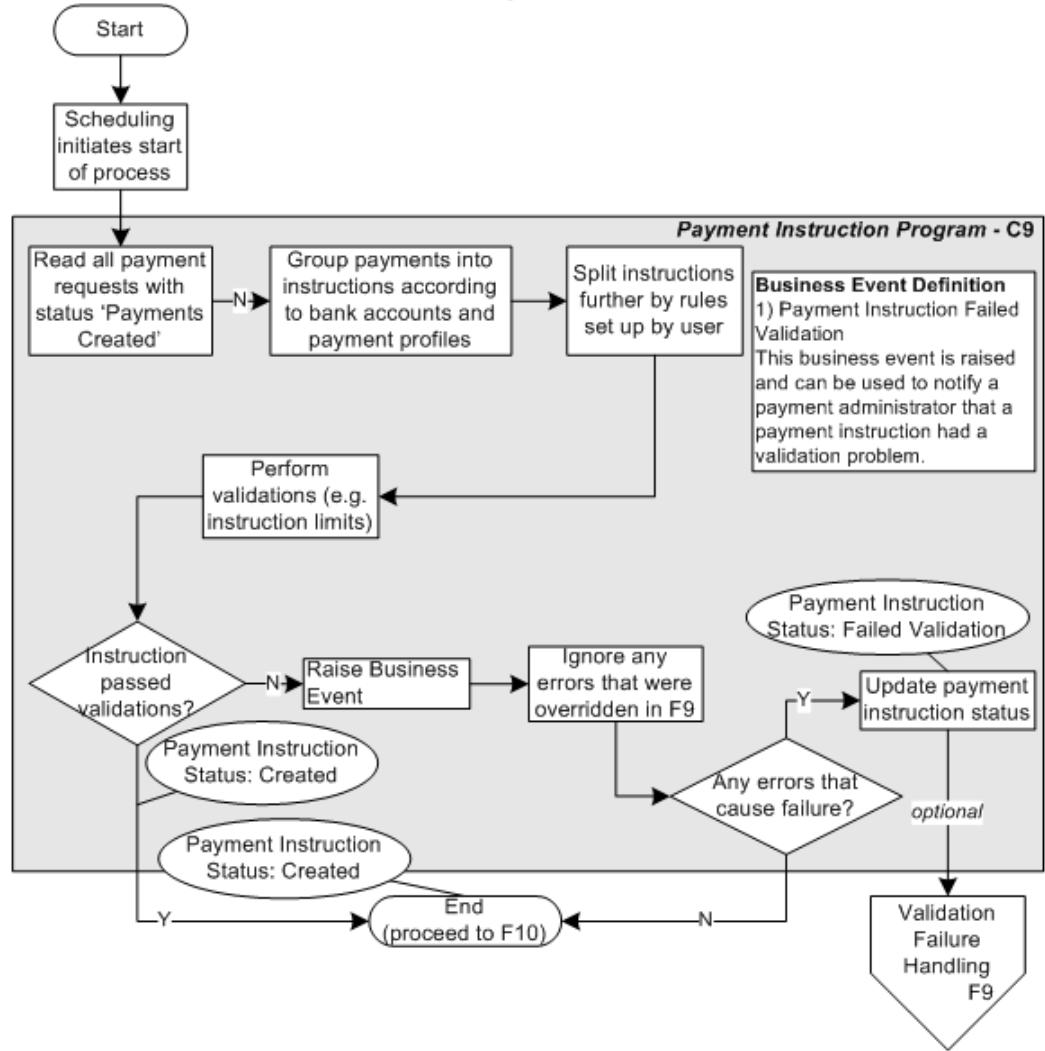 Start
Scheduling
initiates start
of process
Payment Instruction Program - C9
Read all payment
requests with
status ‘Payments
Created’
N
Group payments into
instructions according
to bank accounts and
payment profiles
Split instructions
further by rules
set up by user
Business Event Definition
1) Payment Instruction Failed
Validation
This business event is raised
and can be used to notify a
payment administrator that a
payment instruction had a
validation problem.
Perform
validations (e.g.
instruction limits)
Instruction
passed
validations?
N
Raise Business
Event
Ignore any
errors that were
overridden in F9
Payment Instruction
Status: Failed Validation
Y
Update payment
instruction status
Any errors that
cause failure?
optional
Payment Instruction
Status: Created
Payment Instruction
Status: Created
Y
End
(proceed to F10)
N
Validation
Failure
Handling
F9